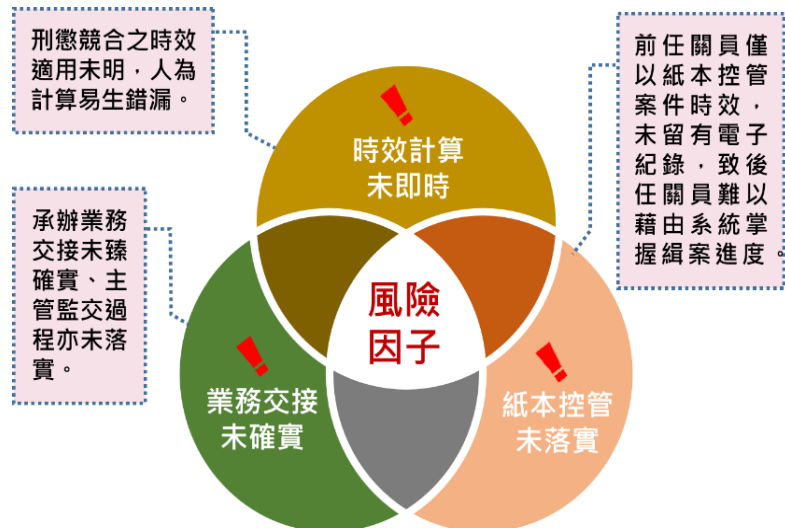 刑懲競合之時效
適用未明，人為
計算易生錯漏。
前任關員僅
以紙本控管
案件時效，
未留有電子
紀錄，致後
任關員難以
藉由系統掌
握緝案進度。
時效計算
未即時
承辦業務
交接未臻
確實、主
管監交過
程亦未落
實。
風險
因子
業務交接
未確實
紙本控管
未落實